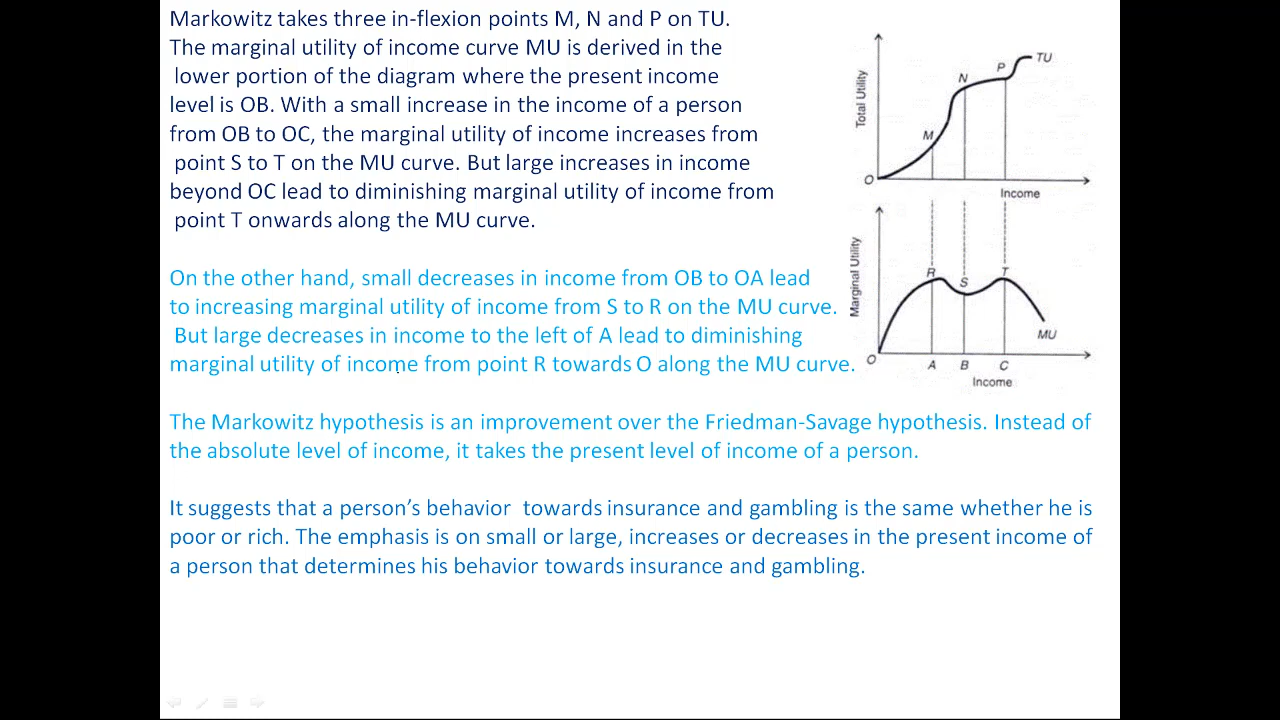 Markowitz takes three in-flexion points M, N and P on TU.
The marginal utility of income curve MU is derived in the
lower portion of the diagram where the present income
level is OB. With a small increase in the income of a person
from OB to OC, the marginal utility of income increases from
point S to T on the MU curve. But large increases in income
beyond OC lead to diminishing marginal utility of income from
point T onwards along the MU curve.
On the other hand, small decreases in income from OB to OA lead
to increasing marginal utility of income from S to R on the MU curve.
But large decreases in income to the left of A lead to diminishing
marginal utility of income from point R towards O along the MU curve.
The Markowitz hypothesis is an improvement over the Friedman-Savage hypothesis. Instead of
the absolute level of income, it takes the present level of income of a person.
It suggests that a person's behavior  towards insurance and gambling is the same whether he is
poor or rich. The emphasis is on small or large, increases or decreases in the present income of
a person that determines his behavior towards insurance and gambling.
Total Utility
M
N
P
TU
O
Income
Marginal Utility
R
S
T
MU
O
A
B
C
Income